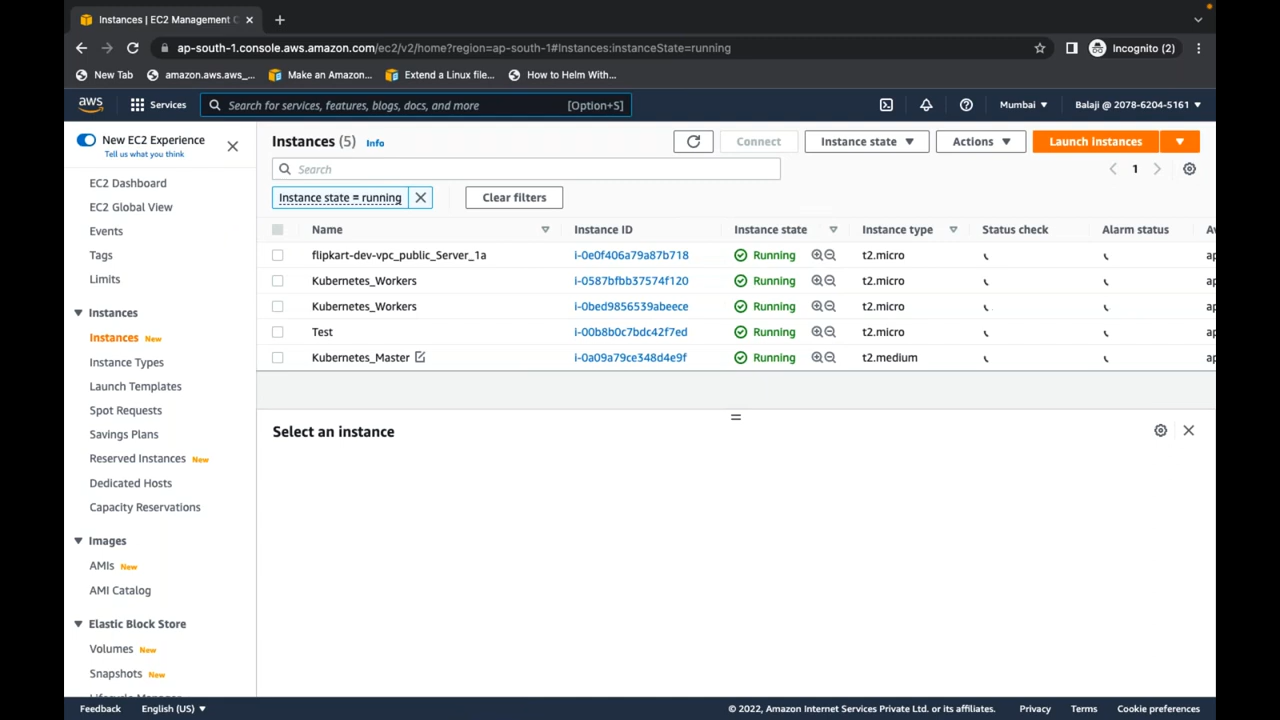 Instances | EC2 Management C
ap-south-1.console.aws.amazon.com/ec2/v2/home?region=ap-south-1#Instances:instanceState=running
Incognito (2)
New Tab
amazon.aws.aws_...
Make an Amazon...
Extend a Linux file...
How to Helm With...
aws
Services
Search for services, features, blogs, docs, and more
[Option+S]
Mumbai
Balaji @ 2078-6204-5161
New EC2 Experience
Tell us what you think
EC2 Dashboard
EC2 Global View
Events
Tags
Limits
Instances
Instances New
Instance Types
Launch Templates
Spot Requests
Savings Plans
Reserved Instances New
Dedicated Hosts
Capacity Reservations
Images
AMIs New
AMI Catalog
Elastic Block Store
Volumes New
Snapshots New
Instances (5) Info
Connect
Instance state
Actions
Launch instances
Search
1
Instance state = running
Clear filters
Name Instance ID Instance state Instance type Status check Alarm status
flipkart-dev-vpc_public_Server_1a i-0e0f406a79a87b718 Running t2.micro
Kubernetes_Workers i-0587bfbb37574f120 Running t2.micro
Kubernetes_Workers i-0bed9856539abeece Running t2.micro
Test i-00b8b0c7bdc42f7ed Running t2.micro
Kubernetes_Master i-0a09a79ce348d4e9f Running t2.medium
Select an instance
Feedback
English (US)
© 2022, Amazon Internet Services Private Ltd. or its affiliates.
Privacy
Terms
Cookie preferences